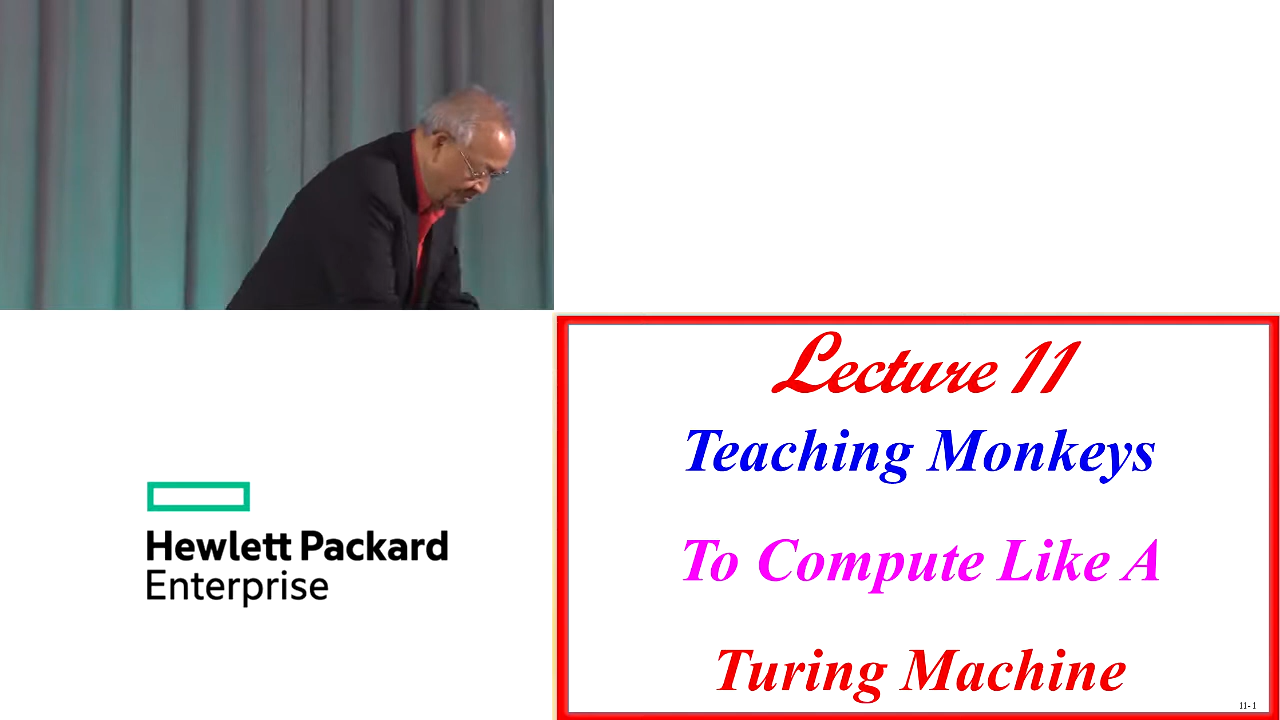 Hewlett Packard
Enterprise
Lecture 11
Teaching Monkeys
To Compute Like A
Turing Machine
11-1